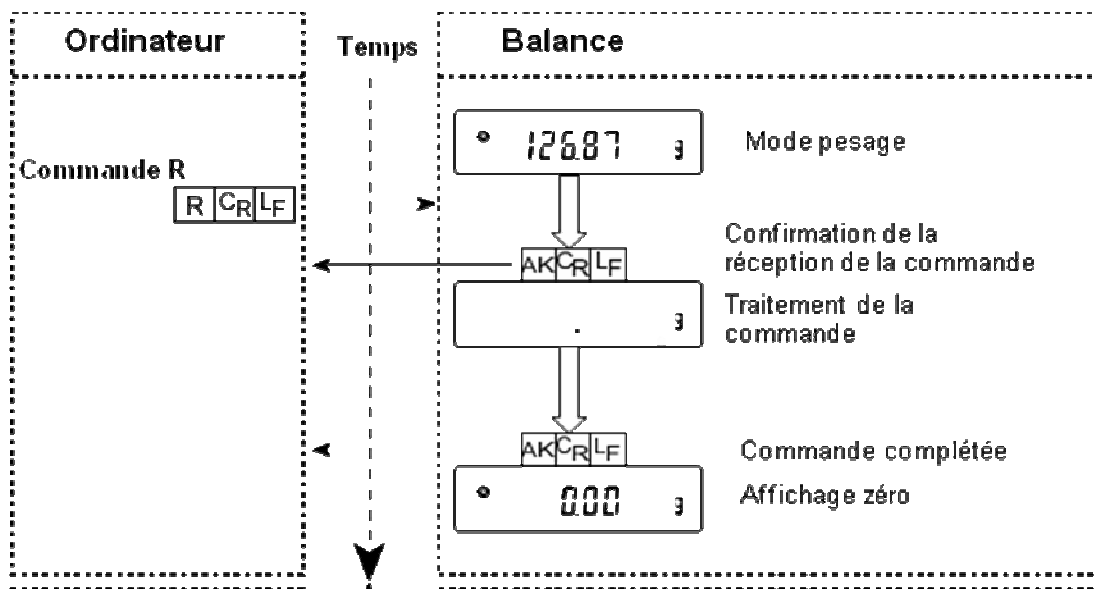 Ordinateur
Temps
Balance
126.87 g
Mode pesage
Commande R
R CR LF
Confirmation de la
réception de la commande
AK CR LF
. g
Traitement de la
commande
AK CR LF
Commande complétée
0.00 g
Affichage zéro